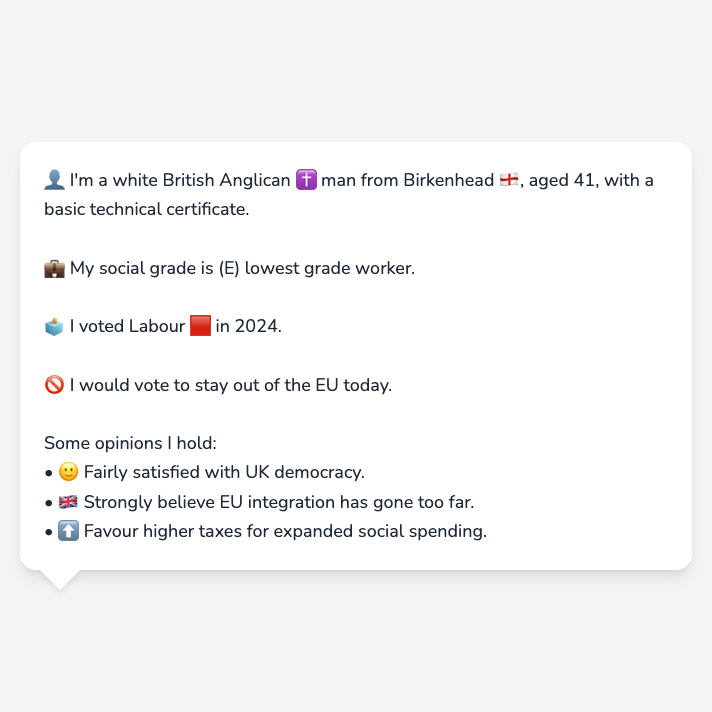 👤 I'm a white British Anglican ✝️ man from Birkenhead 🏴󠁧󠁢󠁥󠁮󠁧󠁿, aged 41, with a
basic technical certificate.
💼 My social grade is (E) lowest grade worker.
🗳️ I voted Labour 🟥 in 2024.
🚫 I would vote to stay out of the EU today.
Some opinions I hold:
• 🙂 Fairly satisfied with UK democracy.
• 🇬🇧 Strongly believe EU integration has gone too far.
• ⬆️ Favour higher taxes for expanded social spending.